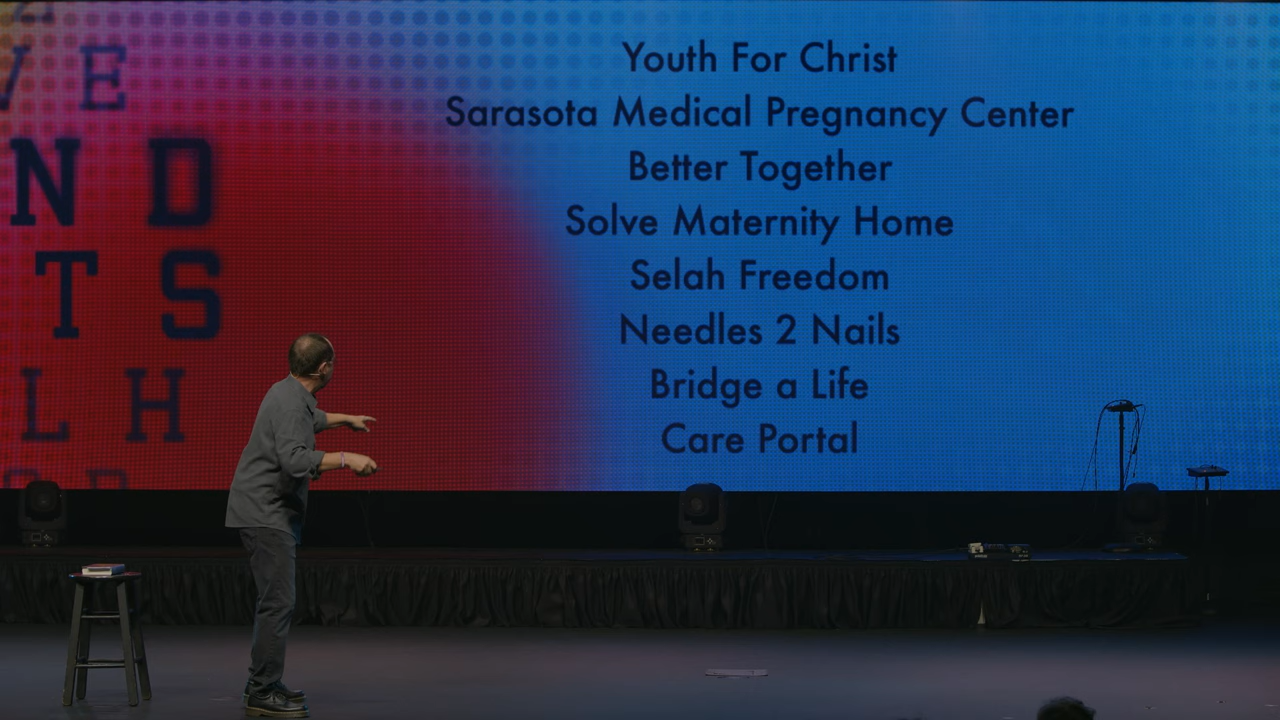 V E
N D
T S
L H
Youth For Christ
Sarasota Medical Pregnancy Center
Better Together
Solve Maternity Home
Selah Freedom
Needles 2 Nails
Bridge a Life
Care Portal